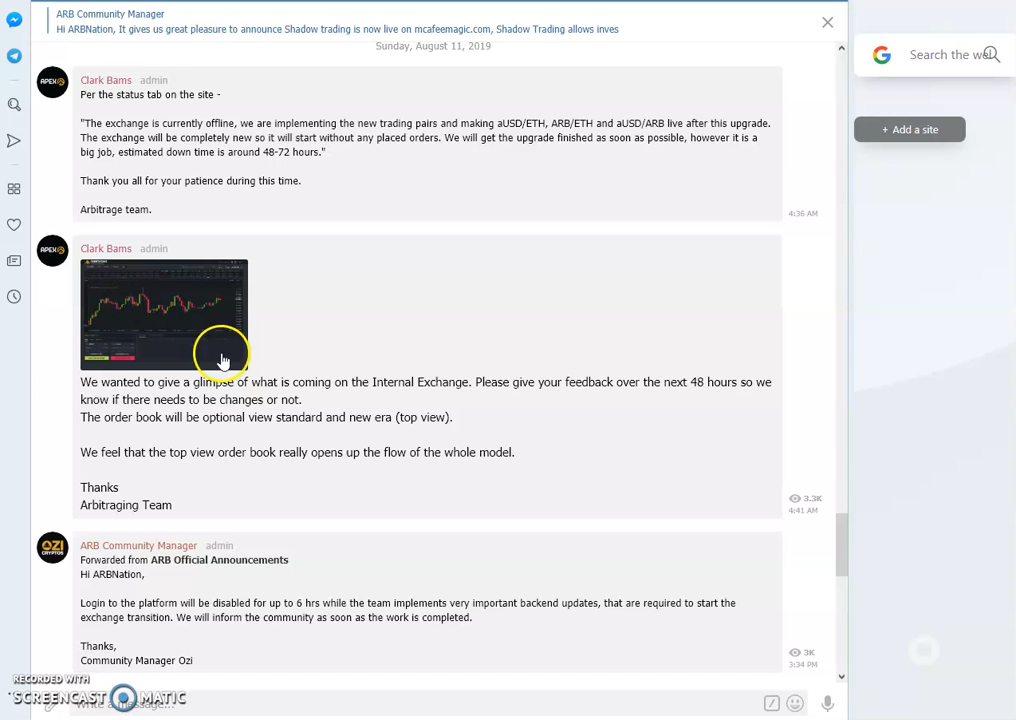 ARB Community Manager
Hi ARBNation, It gives us great pleasure to announce Shadow trading is now live on mcafeemagic.com, Shadow Trading allows inves
Sunday, August 11, 2019
Search the we
+ Add a site
APEX
Clark Bams admin
Per the status tab on the site -
"The exchange is currently offline, we are implementing the new trading pairs and making aUSD/ETH, ARB/ETH and aUSD/ARB live after this upgrade.
The exchange will be completely new so it will start without any placed orders. We will get the upgrade finished as soon as possible, however it is a
big job, estimated down time is around 48-72 hours."
Thank you all for your patience during this time.
Arbitrage team.
4:36 AM
APEX
Clark Bams admin
We wanted to give a glimpse of what is coming on the Internal Exchange. Please give your feedback over the next 48 hours so we
know if there needs to be changes or not.
The order book will be optional view standard and new era (top view).
We feel that the top view order book really opens up the flow of the whole model.
Thanks
Arbitraging Team
3.3K
4:41 AM
OZI
CRYPTOS
ARB Community Manager admin
Forwarded from ARB Official Announcements
Hi ARBNation,
Login to the platform will be disabled for up to 6 hrs while the team implements very important backend updates, that are required to start the
exchange transition. We will inform the community as soon as the work is completed.
Thanks,
Community Manager Ozi
3K
3:34 PM
RECORDED WITH
SCREENCAST MATIC
Write a message...